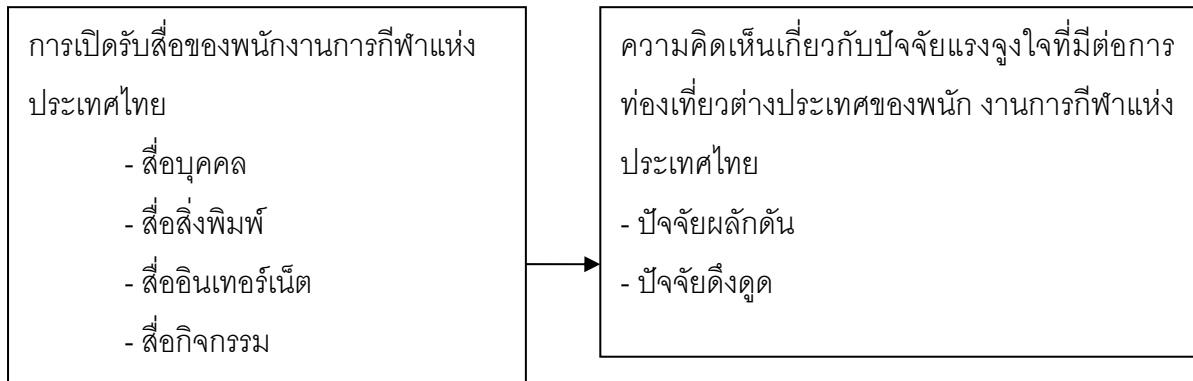 การเปิดรับสื่อของพนักงานการกีฬาแห่ง
ประเทศไทย
- สื่อบุคคล
- สื่อสิ่งพิมพ์
- สื่ออินเทอร์เน็ต
- สื่อกิจกรรม
ความคิดเห็นเกี่ยวกับปัจจัยแรงจูงใจที่มีต่อการ
ท่องเที่ยวต่างประเทศของพนัก งานการกีฬาแห่ง
ประเทศไทย
- ปัจจัยผลักดัน
- ปัจจัยดึงดูด